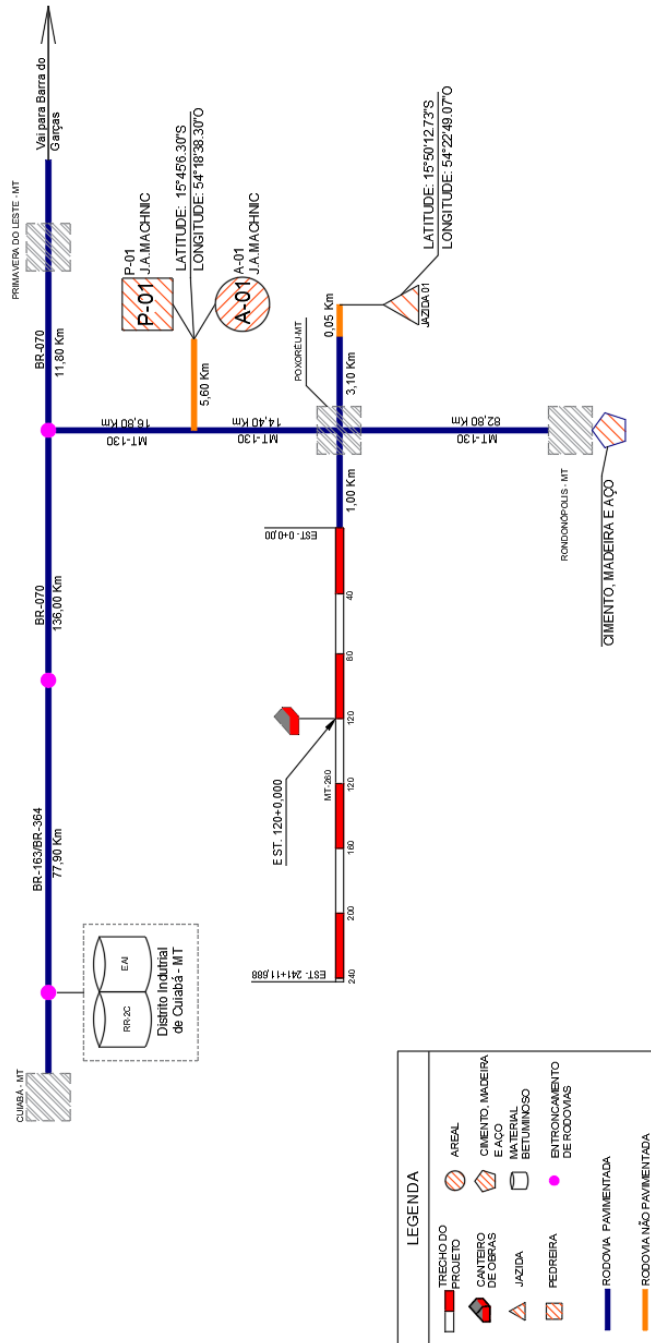 Vai para Barra do
Garças
PRIMAVERA DO LESTE - MT
BR-070
11,80 Km
P-01
P-01
J.A.MACHNIC
LATITUDE: 15°45'6.30"S
LONGITUDE: 54°18'38.30"O
A-01
A-01
J.A.MACHNIC
5,60 Km
16,80 Km
MT-130
14,40 Km
MT-130
POXORÉU-MT
LATITUDE: 15°50'12.73"S
LONGITUDE: 54°22'49.07"O
JAZIDA 01
0,05 Km
3,10 Km
1,00 Km
82,80 Km
MT-130
RONDONÓPOLIS - MT
CIMENTO, MADEIRA E AÇO
BR-070
136,00 Km
EST - 0+0,00
40
80
120
EST. 120+0,000
MT-260
120
160
200
240
EST - 241+11,688
BR-163/BR-364
77,90 Km
RR-2C
EAI
Distrito Indutrial
de Cuiabá - MT
CUIABÁ - MT
LEGENDA
TRECHO DO
PROJETO
AREAL
CANTEIRO
DE OBRAS
CIMENTO, MADEIRA
E AÇO
JAZIDA
MATERIAL
BETUMINOSO
PEDREIRA
ENTRONCAMENTO
DE RODOVIAS
RODOVIA PAVIMENTADA
RODOVIA NÃO PAVIMENTADA